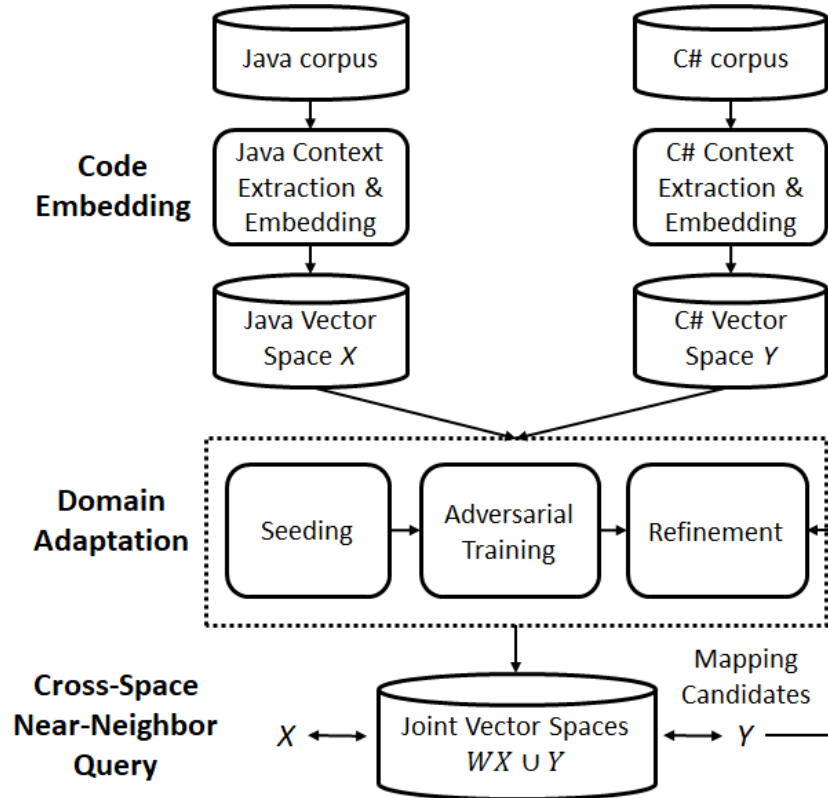 Java corpus
C# corpus
Code
Embedding
Java Context
Extraction &
Embedding
C# Context
Extraction &
Embedding
Java Vector
Space X
C# Vector
Space Y
Domain
Adaptation
Seeding
Adversarial
Training
Refinement
Cross-Space
Near-Neighbor
Query
X
Joint Vector Spaces
WX ∪ Y
Mapping
Candidates
Y